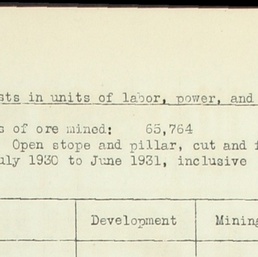 sts in units of labor, power, and
s of ore mined: 65,764
Open stope and pillar, cut and f
uly 1930 to June 1931, inclusive
Development Mining